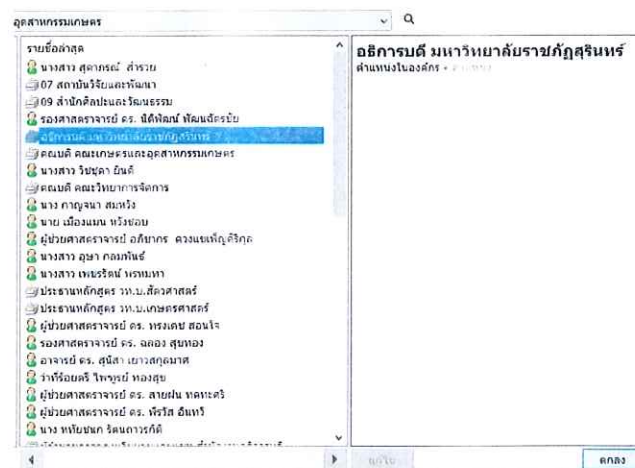 อุตสาหกรรมเกษตร
รายชื่อล่าสุด
นางสาว สุดาภรณ์ สำรวย
07 สถาบันวิจัยและพัฒนา
09 สำนักศิลปะและวัฒนธรรม
รองศาสตราจารย์ ดร. นิติพัฒน์ พัฒนฉัตรชัย
อธิการบดี มหาวิทยาลัยราชภัฏสุรินทร์
คณบดี คณะเกษตรและอุตสาหกรรมเกษตร
นางสาว วิชชุดา ยินดี
คณบดี คณะวิทยาการจัดการ
นาง กาญจนา สมหวัง
นาย เมืองแมน หวังชอบ
ผู้ช่วยศาสตราจารย์ อภิชากร
นางสาว อุษา กลมพันธ์
นางสาว เพชรรัตน์ พรหมทา
ประธานหลักสูตร วท.บ.สัตวศาสตร์
ประธานหลักสูตร วท.บ.เกษตรศาสตร์
ผู้ช่วยศาสตราจารย์ ดร. ทรงเดช สอนใจ
รองศาสตราจารย์ ดร. ฉลอง สุขทอง
อาจารย์ ดร. สุนิสา เยาวสกุลมาศ
ว่าที่ร้อยตรี ไพฑูรย์ ทองสุข
ผู้ช่วยศาสตราจารย์ ดร. สายฝน ทดทะศรี
ผู้ช่วยศาสตราจารย์ ดร. พีรวัส อินทวี
นาง หทัยชนก รัตนถาวรกิติ
อธิการบดี มหาวิทยาลัยราชภัฏสุรินทร์
ตำแหน่งในองค์กร
แก้ไข
ตกลง